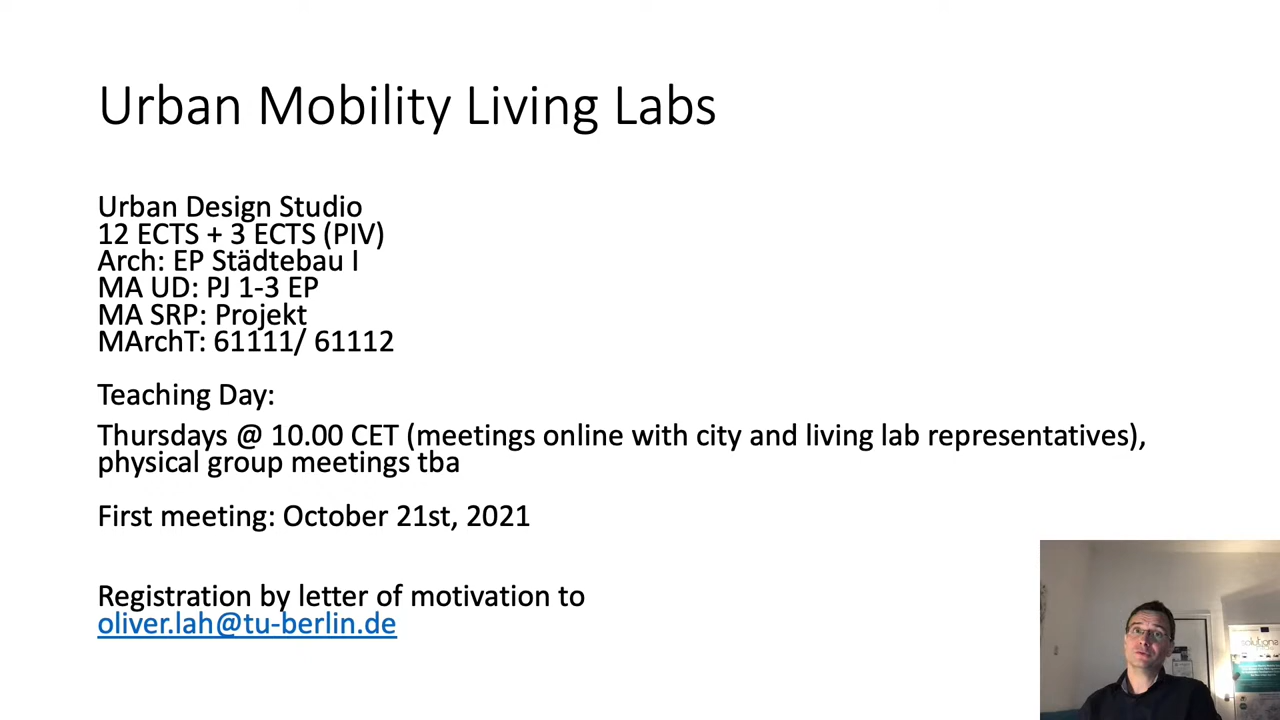 Urban Mobility Living Labs
Urban Design Studio
12 ECTS + 3 ECTS (PIV)
Arch: EP Städtebau I
MA UD: PJ 1-3 EP
MA SRP: Projekt
MArchT: 61111/ 61112
Teaching Day:
Thursdays @ 10.00 CET (meetings online with city and living lab representatives),
physical group meetings tba
First meeting: October 21st, 2021
Registration by letter of motivation to
oliver.lah@tu-berlin.de
solutions